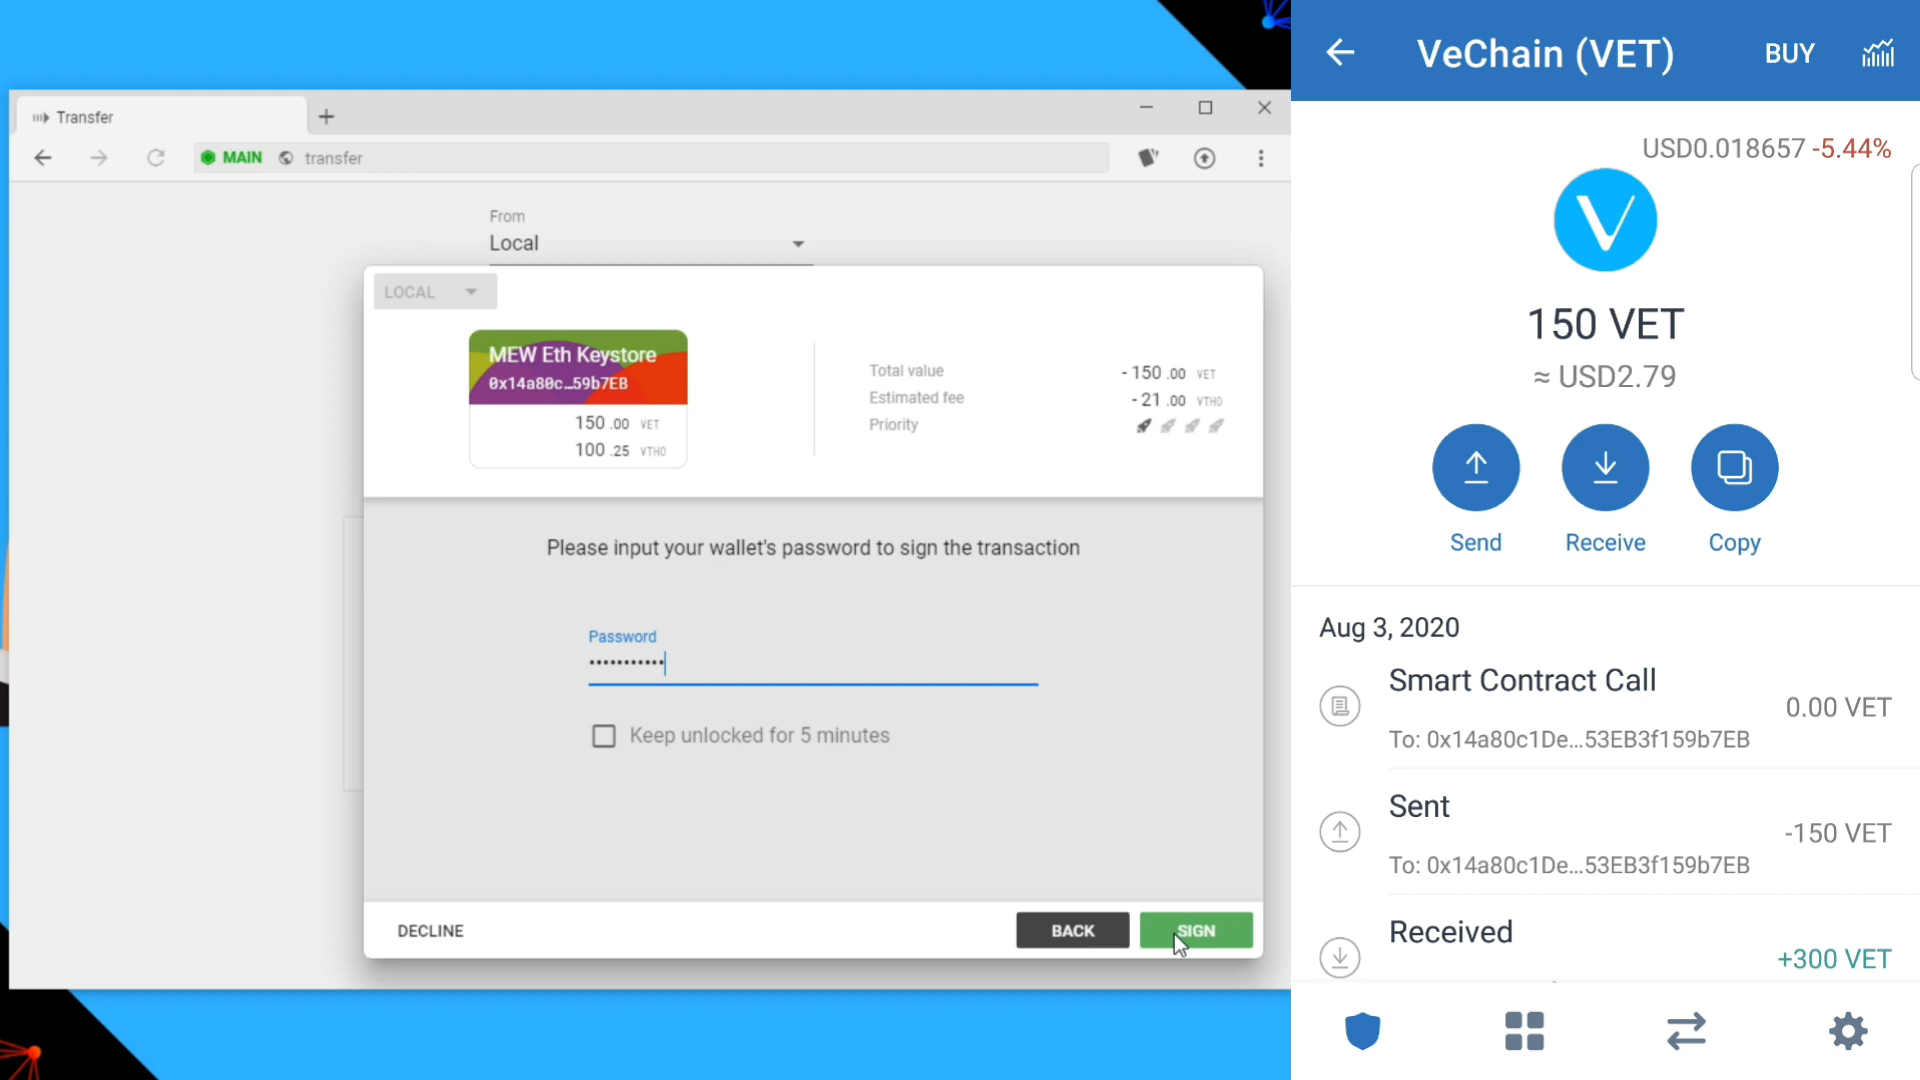 Transfer
MAIN transfer
From
Local
LOCAL
MEW Eth Keystore
0x14a80c…59b7EB
150 .00 VET
100 .25 VTHO
Total value -150 .00 VET
Estimated fee -21 .00 VTHO
Priority
Please input your wallet's password to sign the transaction
Password
Keep unlocked for 5 minutes
DECLINE
BACK
SIGN
VeChain (VET)
BUY
USD0.018657 -5.44%
150 VET
≈ USD2.79
Send
Receive
Copy
Aug 3, 2020
Smart Contract Call
0.00 VET
To: 0x14a80c1De...53EB3f159b7EB
Sent
-150 VET
To: 0x14a80c1De...53EB3f159b7EB
Received
+300 VET